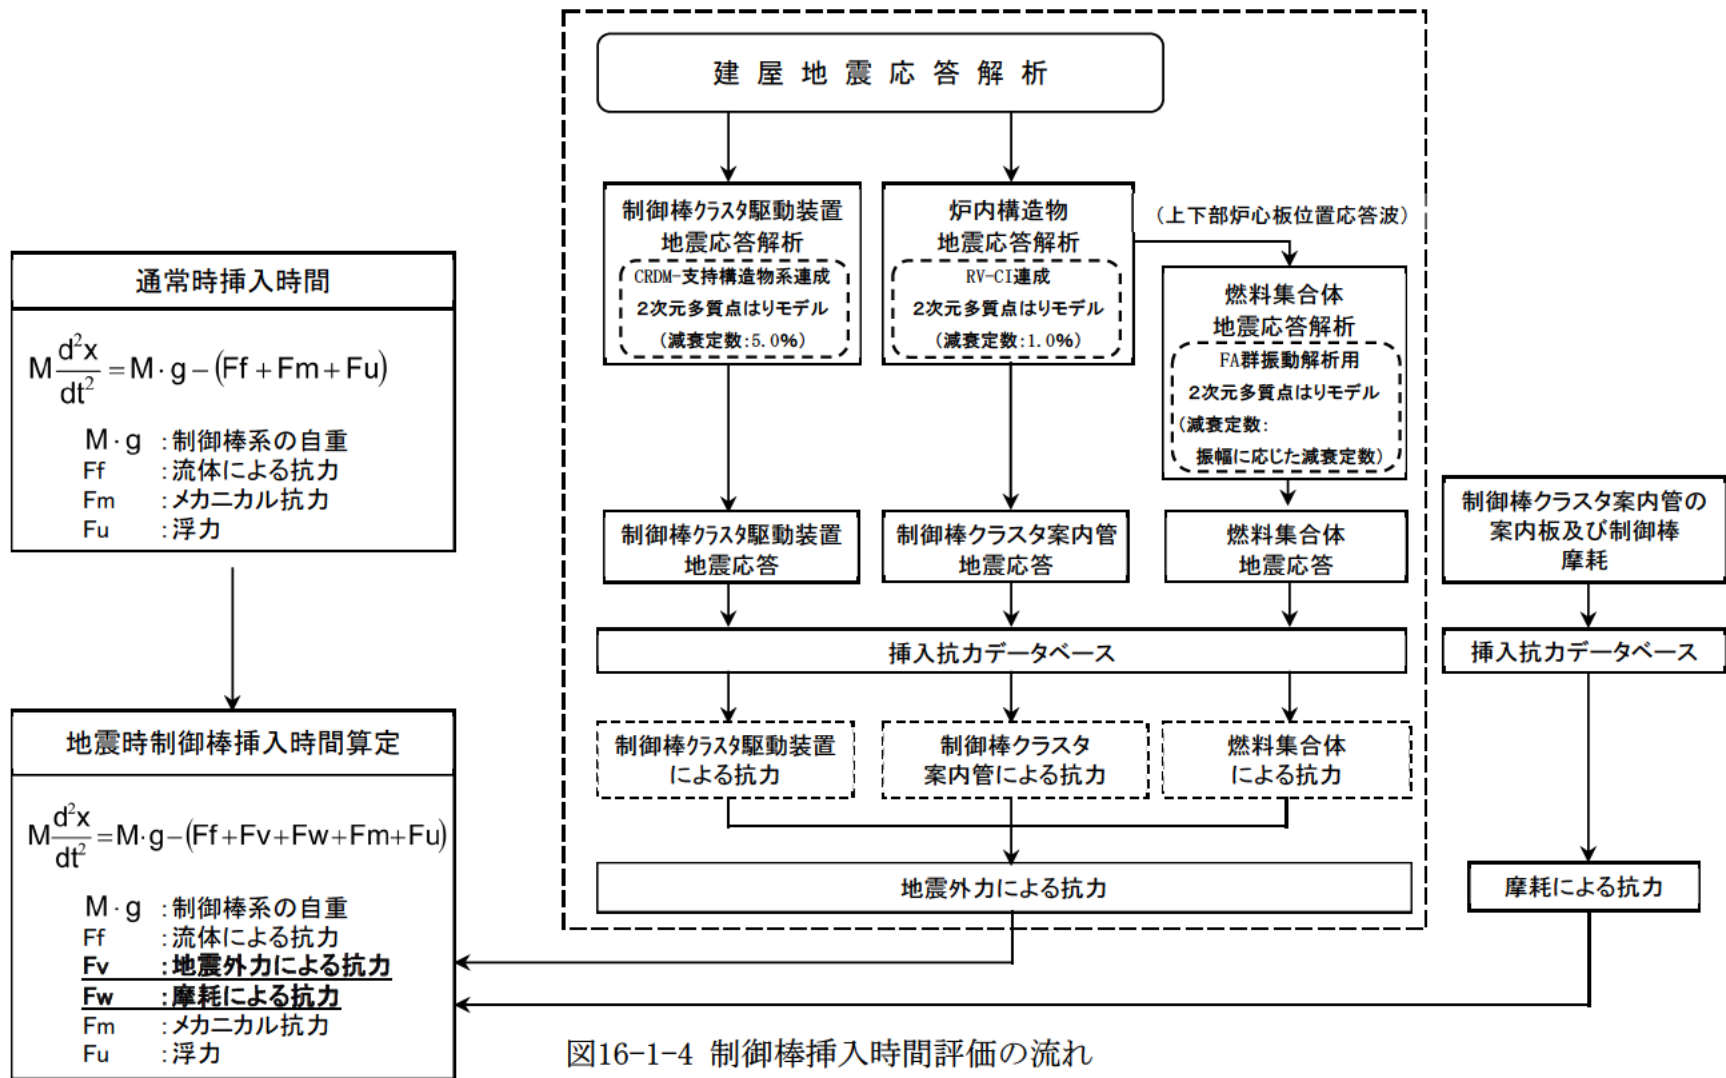 建屋地震応答解析
制御棒クラスタ駆動装置
地震応答解析
CRDM-支持構造物系連成
2次元多質点はりモデル
(減衰定数:5.0%)
炉内構造物
地震応答解析
RV-CI連成
2次元多質点はりモデル
(減衰定数:1.0%)
(上下部炉心板位置応答波)
燃料集合体
地震応答解析
FA群振動解析用
2次元多質点はりモデル
(減衰定数:
振幅に応じた減衰定数)
通常時挿入時間
M d²x/dt² = M・g−(Ff+Fm+Fu)
M・g :制御棒系の自重
Ff :流体による抗力
Fm :メカニカル抗力
Fu :浮力
制御棒クラスタ駆動装置
地震応答
制御棒クラスタ案内管
地震応答
燃料集合体
地震応答
制御棒クラスタ案内管の
案内板及び制御棒
摩耗
挿入抗力データベース
挿入抗力データベース
制御棒クラスタ駆動装置
による抗力
制御棒クラスタ
案内管による抗力
燃料集合体
による抗力
地震外力による抗力
摩耗による抗力
地震時制御棒挿入時間算定
M d²x/dt² = M・g−(Ff+Fv+Fw+Fm+Fu)
M・g :制御棒系の自重
Ff :流体による抗力
Fv :地震外力による抗力
Fw :摩耗による抗力
Fm :メカニカル抗力
Fu :浮力
図16-1-4 制御棒挿入時間評価の流れ